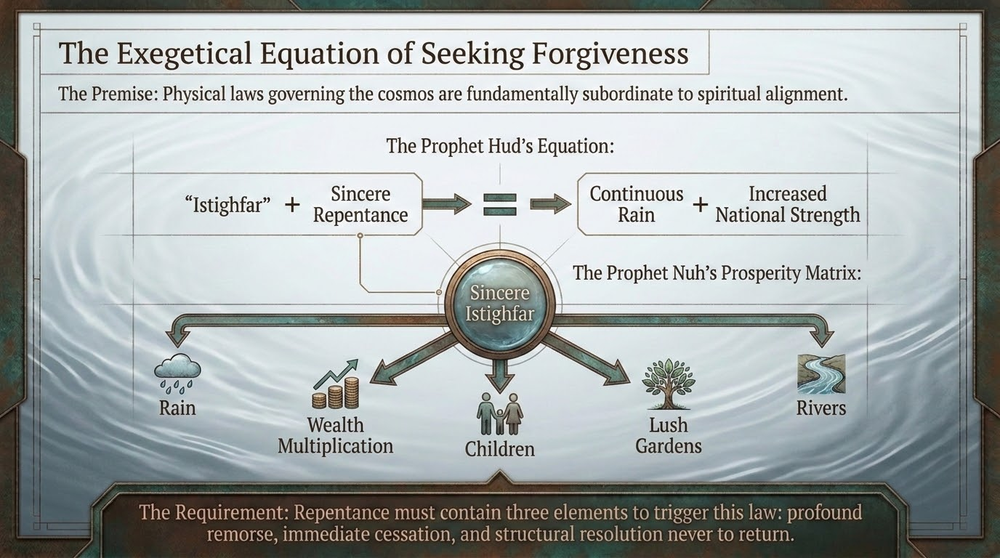 The Exegetical Equation of Seeking Forgiveness
The Premise: Physical laws governing the cosmos are fundamentally subordinate to spiritual alignment.
The Prophet Hud's Equation:
“Istighfar” + Sincere
Repentance
=
Continuous
Rain
+
Increased
National Strength
The Prophet Nuh's Prosperity Matrix:
Sincere
Istighfar
Rain
Wealth
Multiplication
Children
Lush
Gardens
Rivers
The Requirement: Repentance must contain three elements to trigger this law: profound
remorse, immediate cessation, and structural resolution never to return.